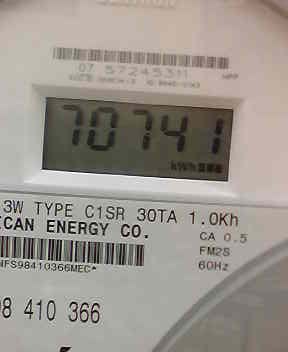 07 57245311
70741
kWh
3W TYPE C1SR 30TA 1.0Kh
ICAN ENERGY CO.
CA 0.5
FM2S
NFS98410366MEC*
60Hz
98 410 366